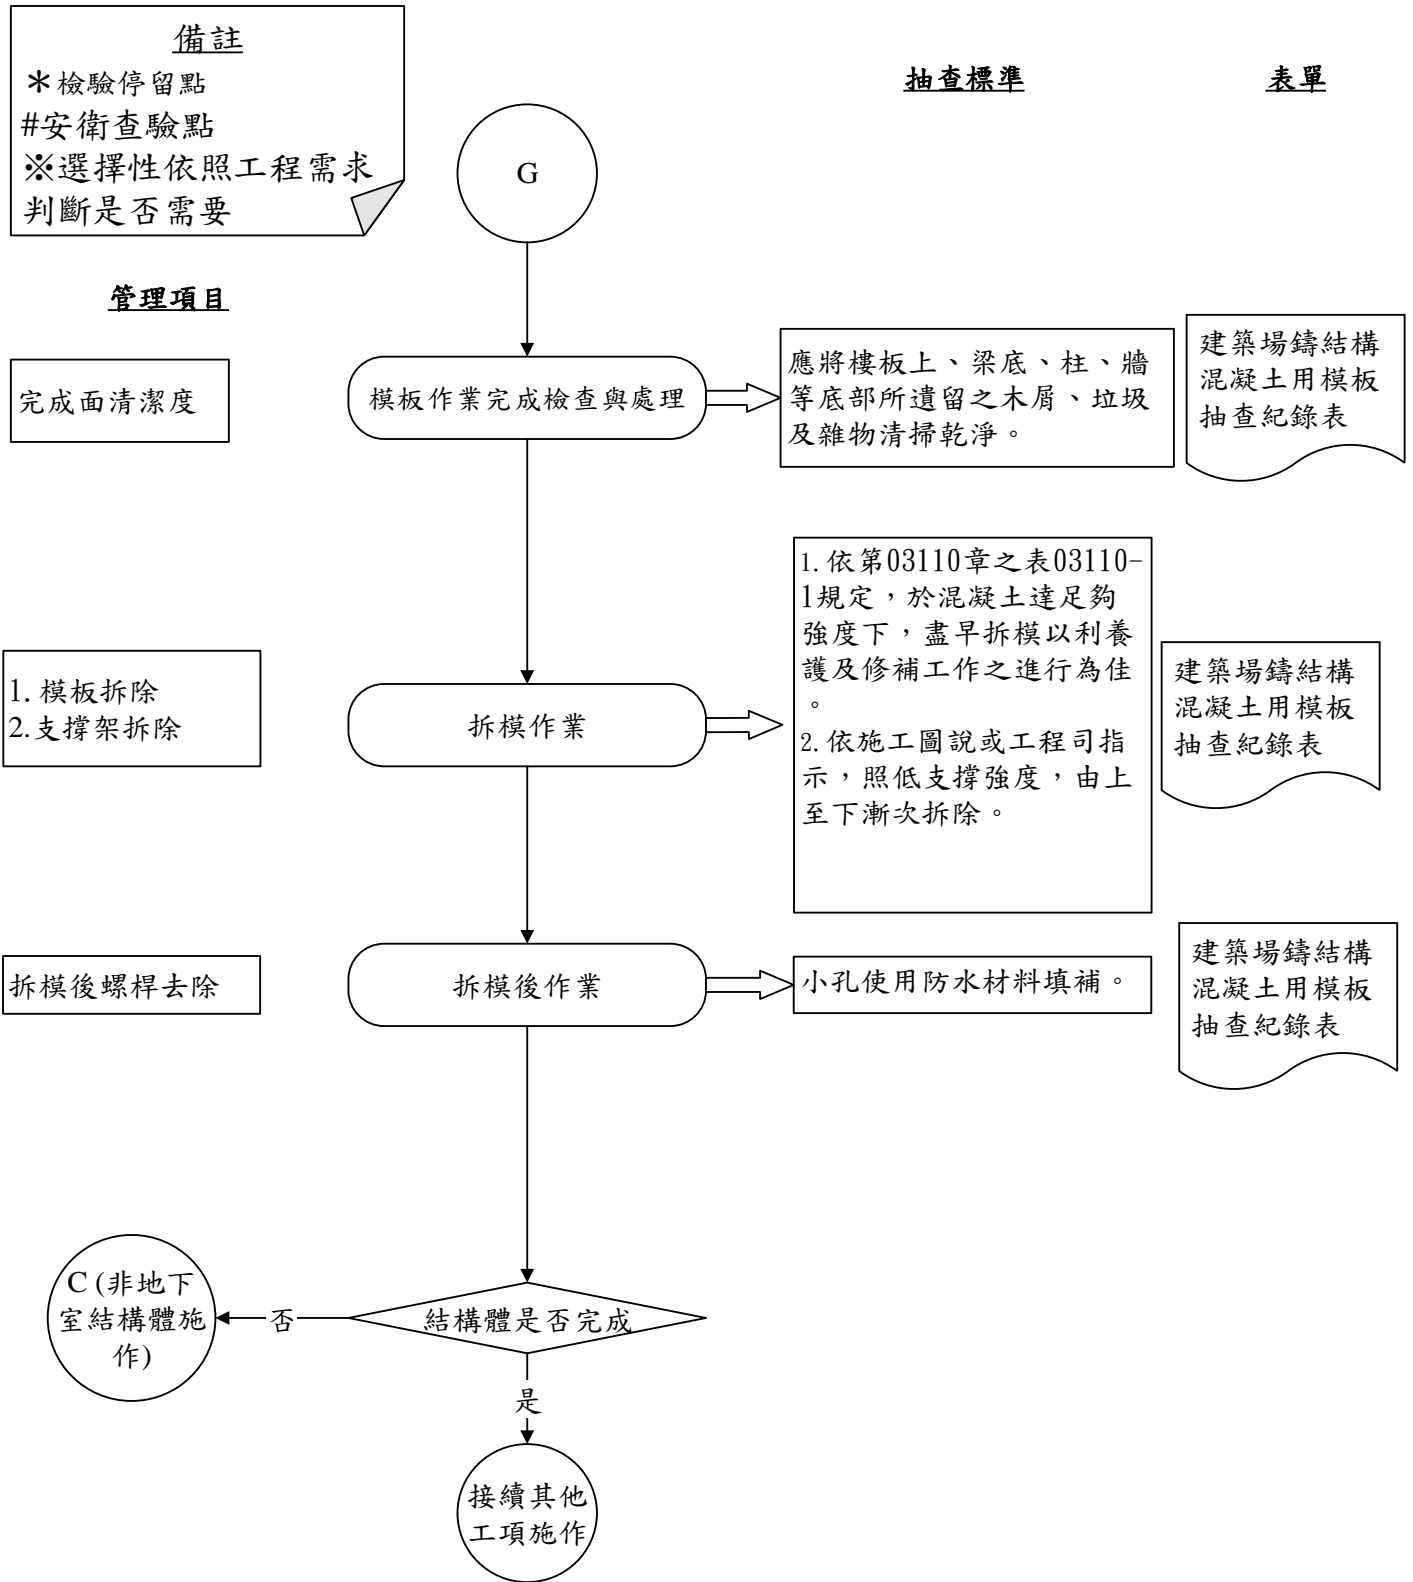 備註
＊檢驗停留點
#安衛查驗點
※選擇性依照工程需求
判斷是否需要
抽查標準
表單
G
管理項目
完成面清潔度
模板作業完成檢查與處理
應將樓板上、梁底、柱、牆
等底部所遺留之木屑、垃圾
及雜物清掃乾淨。
建築場鑄結構
混凝土用模板
抽查紀錄表
1. 模板拆除
2.支撐架拆除
拆模作業
1. 依第03110章之表03110-
1規定，於混凝土達足夠
強度下，盡早拆模以利養
護及修補工作之進行為佳
。
2. 依施工圖說或工程司指
示，照低支撐強度，由上
至下漸次拆除。
建築場鑄結構
混凝土用模板
抽查紀錄表
拆模後螺桿去除
拆模後作業
小孔使用防水材料填補。
建築場鑄結構
混凝土用模板
抽查紀錄表
C (非地下
室結構體施
作)
否
結構體是否完成
是
接續其他
工項施作